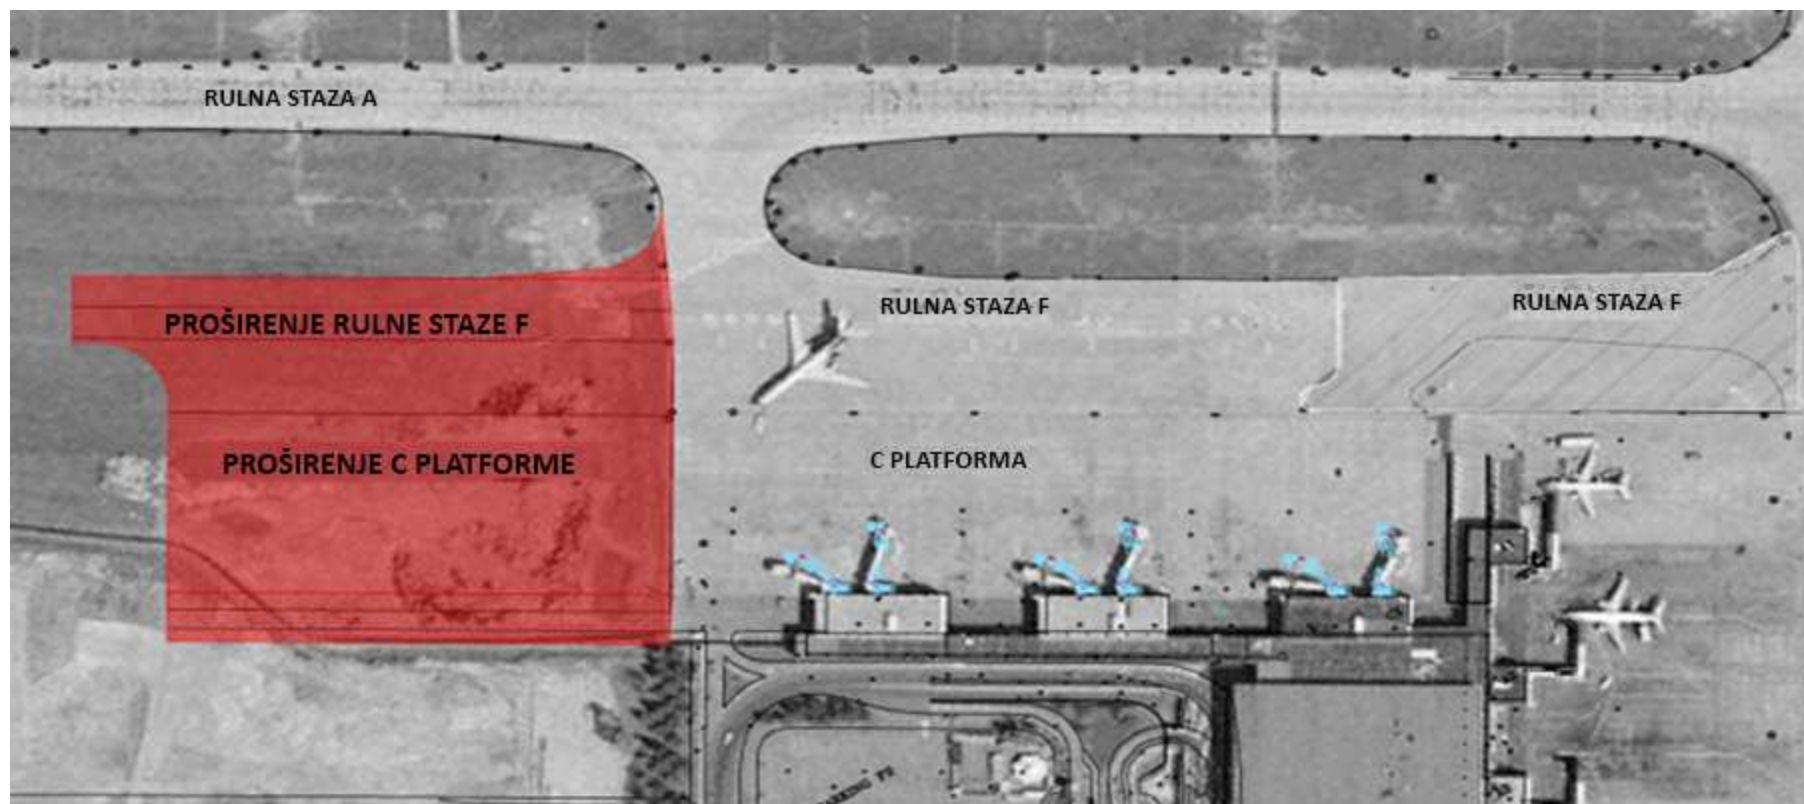 RULNA STAZA A
RULNA STAZA F
RULNA STAZA F
PROŠIRENJE RULNE STAZE F
C PLATFORMA
PROŠIRENJE C PLATFORME